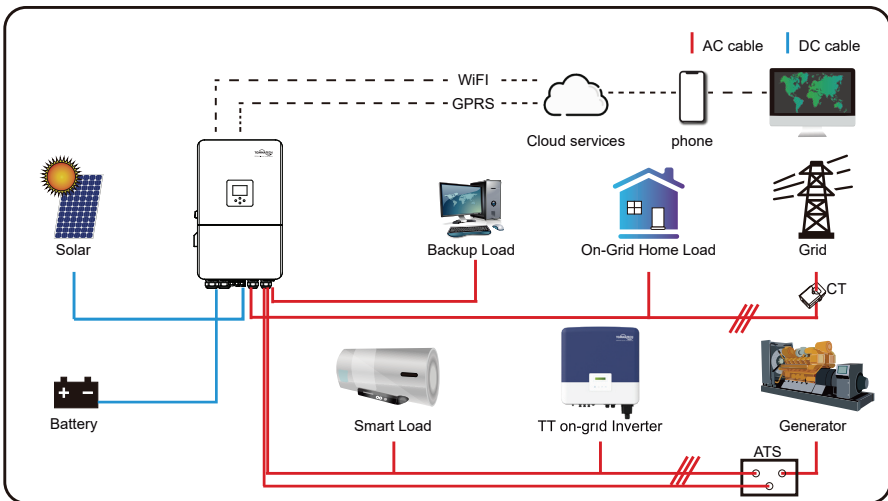 AC cable
DC cable
WiFI
GPRS
Cloud services
phone
Solar
Backup Load
On-Grid Home Load
Grid
CT
Battery
Smart Load
TT on-grid Inverter
Generator
ATS